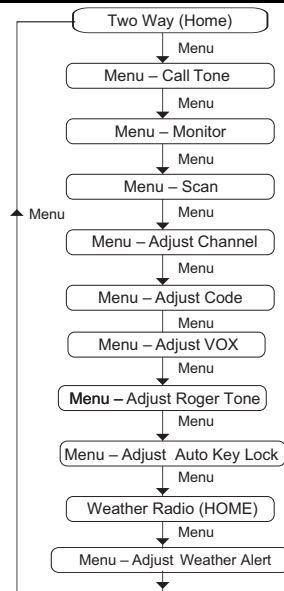 Two Way (Home)
Menu
Menu – Call Tone
Menu
Menu – Monitor
Menu
Menu – Scan
Menu
Menu
Menu – Adjust Channel
Menu
Menu – Adjust Code
Menu
Menu – Adjust VOX
Menu
Menu – Adjust Roger Tone
Menu
Menu – Adjust Auto Key Lock
Menu
Weather Radio (HOME)
Menu
Menu – Adjust Weather Alert